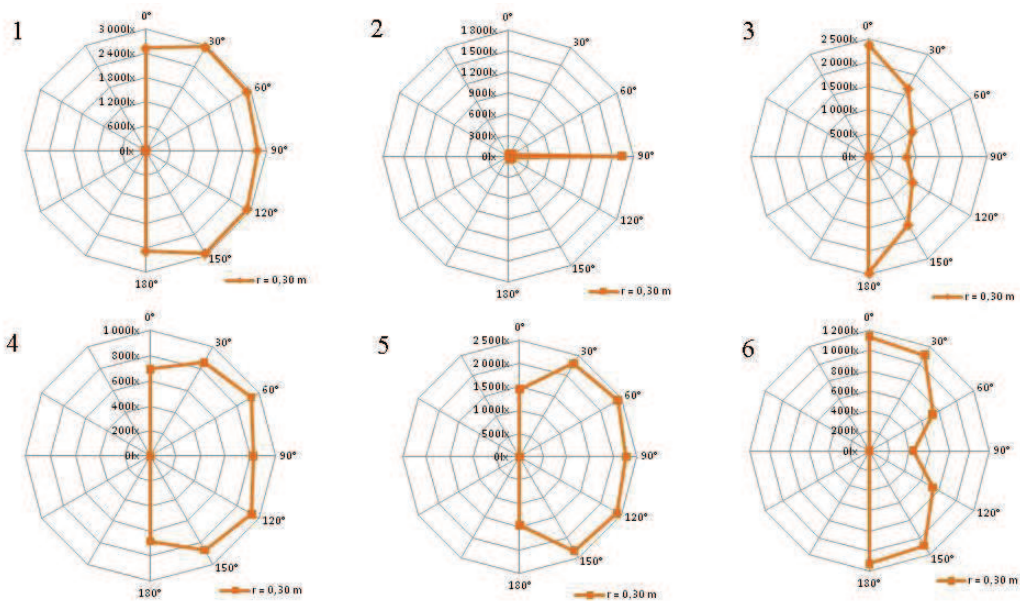 1
0°
3 000lx
30°
2 400lx
1 800lx
60°
1 200lx
600lx
0lx
90°
120°
150°
180°
r = 0,30 m
2
0°
1 800lx
30°
1 500lx
1 200lx
60°
900lx
600lx
300lx
0lx
90°
120°
150°
180°
r = 0,30 m
3
0°
2 500lx
30°
2 000lx
1 500lx
60°
1 000lx
500lx
0lx
90°
120°
150°
180°
r = 0,30 m
4
0°
1 000lx
30°
800lx
600lx
60°
400lx
200lx
0lx
90°
120°
150°
180°
r = 0,30 m
5
0°
2 500lx
30°
2 000lx
1 500lx
60°
1 000lx
500lx
0lx
90°
120°
150°
180°
r = 0,30 m
6
0°
1 200lx
30°
1 000lx
800lx
60°
600lx
400lx
200lx
0lx
90°
120°
150°
180°
r = 0,30 m